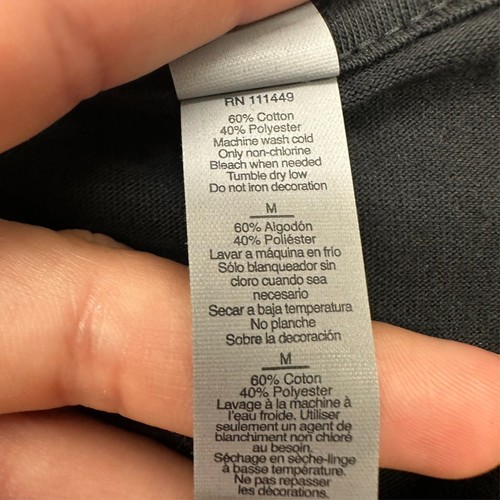 RN 111449
60% Cotton
40% Polyester
Machine wash cold
Only non-chlorine
Bleach when needed
Tumble dry low
Do not iron decoration
M
60% Algodón
40% Poliéster
Lavar a máquina en frío
Sólo blanqueador sin
cloro cuando sea
necesario
Secar a baja temperatura
No planche
Sobre la decoración
M
60% Coton
40% Polyester
Lavage à la machine à
l'eau froide. Utiliser
seulement un agent de
blanchiment non chloré
au besoin.
Séchage en sèche-linge
à basse température.
Ne pas repasser
les décorations.